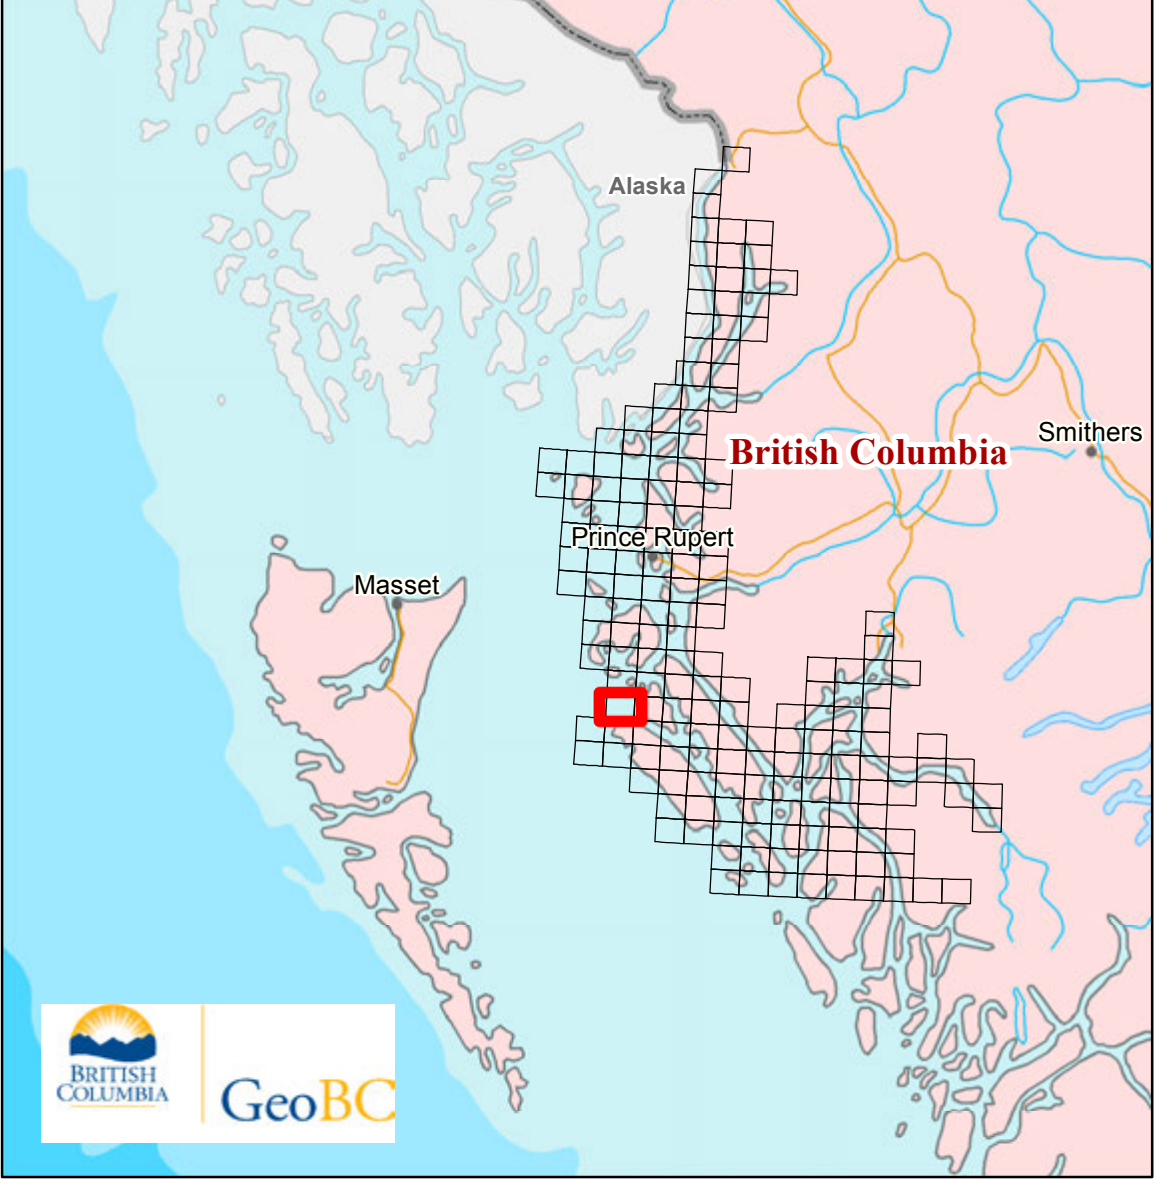 Alaska
Smithers
British Columbia
Prince Rupert
Masset
BRITISH
COLUMBIA
GeoBC